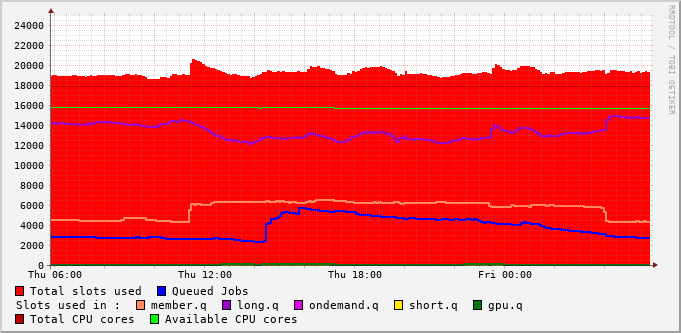 RRDTOOL / TOBI OETIKER
24000
22000
20000
18000
16000
14000
12000
10000
8000
6000
4000
2000
0
Thu 06:00 Thu 12:00 Thu 18:00 Fri 00:00
Total slots used Queued Jobs
Slots used in : member.q long.q ondemand.q short.q gpu.q
Total CPU cores Available CPU cores